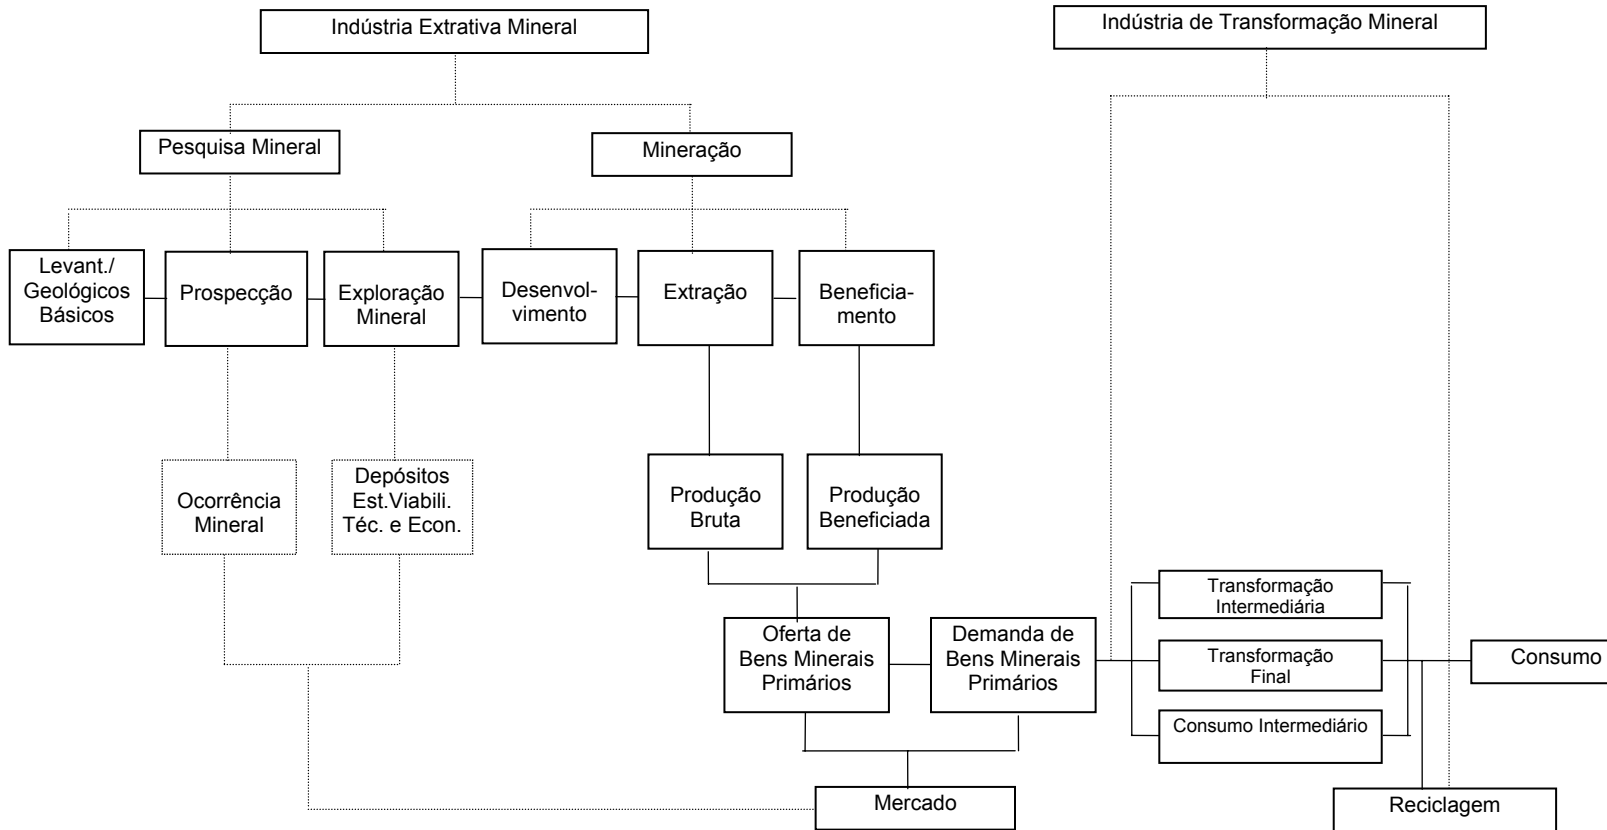 Indústria Extrativa Mineral
Indústria de Transformação Mineral
Pesquisa Mineral
Mineração
Levant./
Geológicos
Básicos
Prospecção
Exploração
Mineral
Desenvol-
vimento
Extração
Beneficia-
mento
Ocorrência
Mineral
Depósitos
Est.Viabili.
Téc. e Econ.
Produção
Bruta
Produção
Beneficiada
Oferta de
Bens Minerais
Primários
Demanda de
Bens Minerais
Primários
Transformação
Intermediária
Transformação
Final
Consumo Intermediário
Consumo
Mercado
Reciclagem